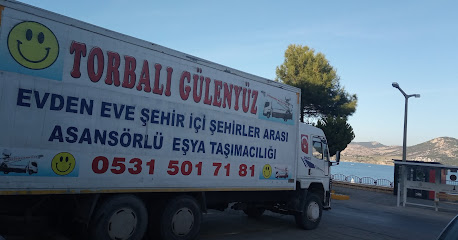 TORBALI GÜLENYÜZ
EVDEN EVE ŞEHİR İÇİ ŞEHİRLER ARASI
ASANSÖRLÜ EŞYA TAŞIMACILIĞI
0531 501 71 81